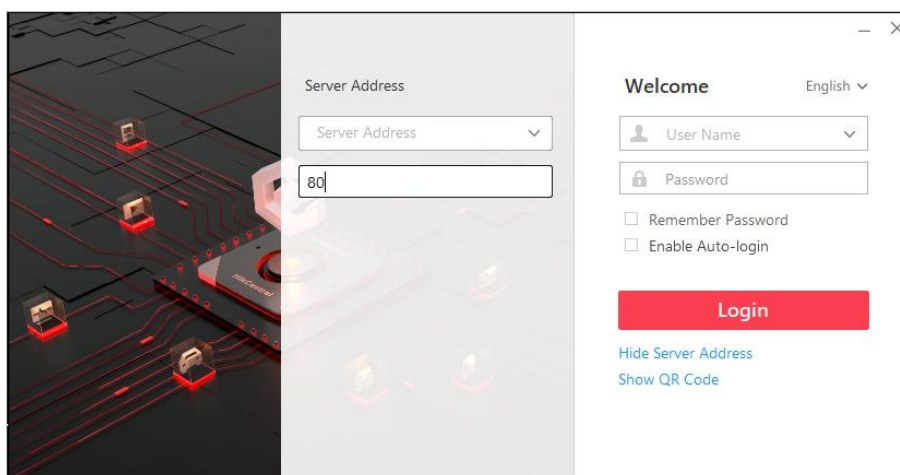 Server Address
Server Address
80
HikCentral
Welcome
English
User Name
Password
Remember Password
Enable Auto-login
Login
Hide Server Address
Show QR Code